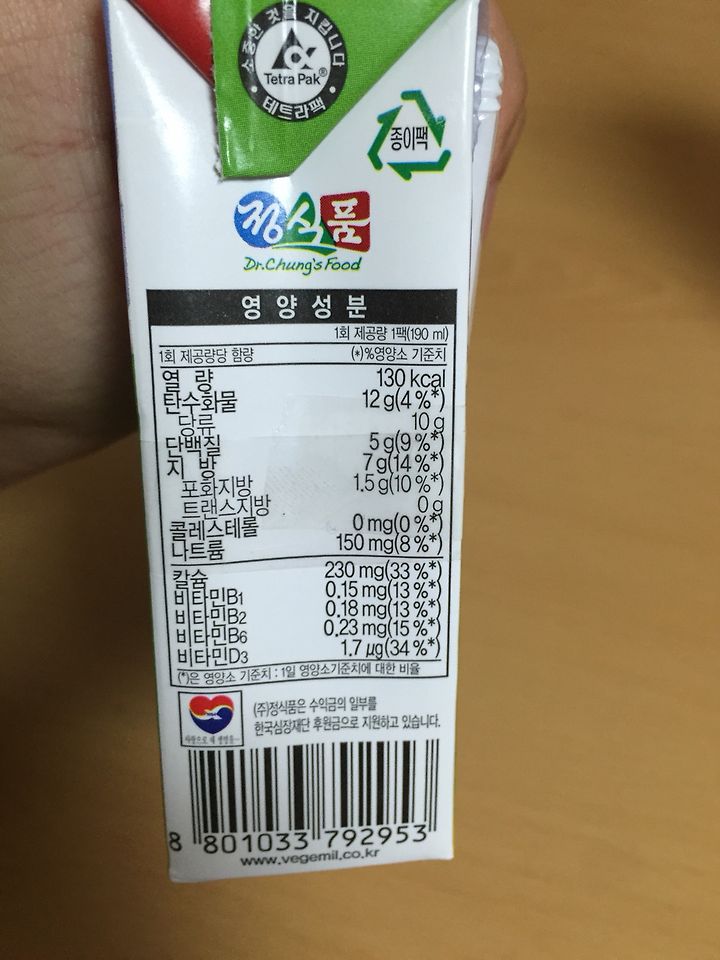 소중한 것을 지킵니다
Tetra Pak®
테트라팩
종이팩
정식품
Dr.Chung's Food
영양성분
1회 제공량 1팩(190 ml)
1회 제공량당 함량 (*)%영양소 기준치
열 량 130 kcal
탄수화물 12 g(4 %*)
당류 10 g
단백질 5 g(9 %*)
지 방 7 g(14 %*)
포화지방 1.5 g(10 %*)
트랜스지방 0 g
콜레스테롤 0 mg(0 %*)
나트륨 150 mg(8 %*)
칼슘 230 mg(33 %*)
비타민B1 0.15 mg(13 %*)
비타민B2 0.18 mg(13 %*)
비타민B6 0.23 mg(15 %*)
비타민D3 1.7 µg(34 %*)
(*)은 영양소 기준치 : 1일 영양소기준치에 대한 비율
(주)정식품은 수익금의 일부를
한국심장재단 후원금으로 지원하고 있습니다.
사랑으로 새 생명을
8 801033 792953
www.vegemil.co.kr